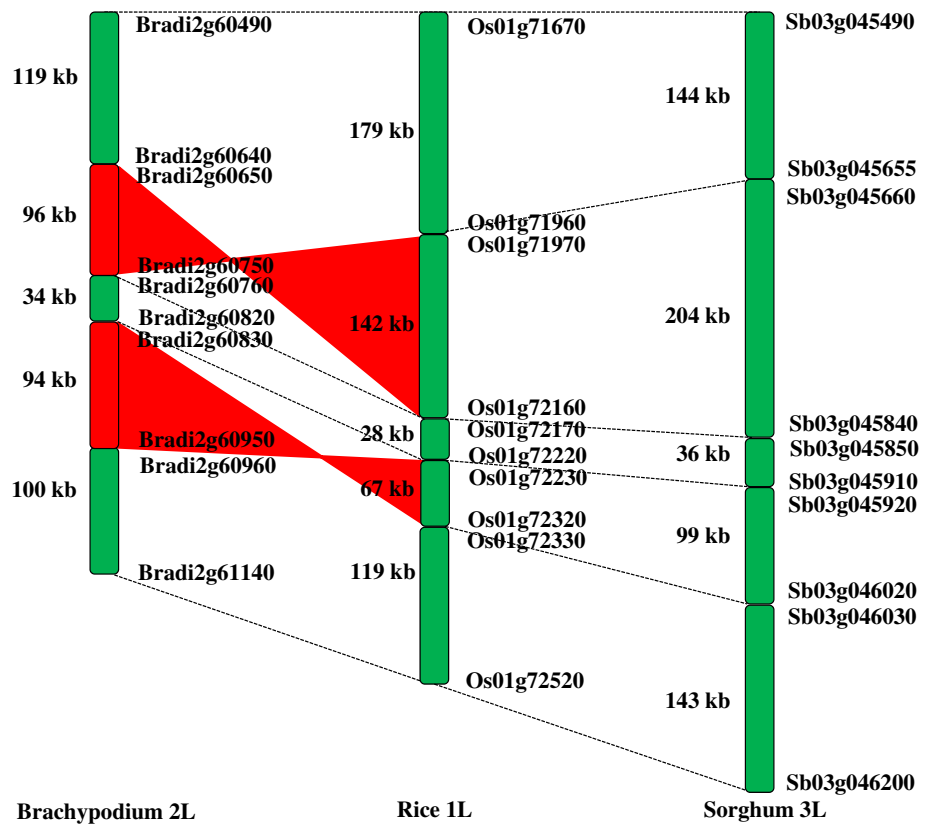 Bradi2g60490
119 kb
Bradi2g60640
Bradi2g60650
96 kb
Bradi2g60750
Bradi2g60760
34 kb
Bradi2g60820
Bradi2g60830
94 kb
Bradi2g60950
Bradi2g60960
100 kb
Bradi2g61140
Brachypodium 2L
Os01g71670
179 kb
Os01g71960
Os01g71970
142 kb
Os01g72160
Os01g72170
28 kb
Os01g72220
Os01g72230
67 kb
Os01g72320
Os01g72330
119 kb
Os01g72520
Rice 1L
Sb03g045490
144 kb
Sb03g045655
Sb03g045660
204 kb
Sb03g045840
Sb03g045850
36 kb
Sb03g045910
Sb03g045920
99 kb
Sb03g046020
Sb03g046030
143 kb
Sb03g046200
Sorghum 3L